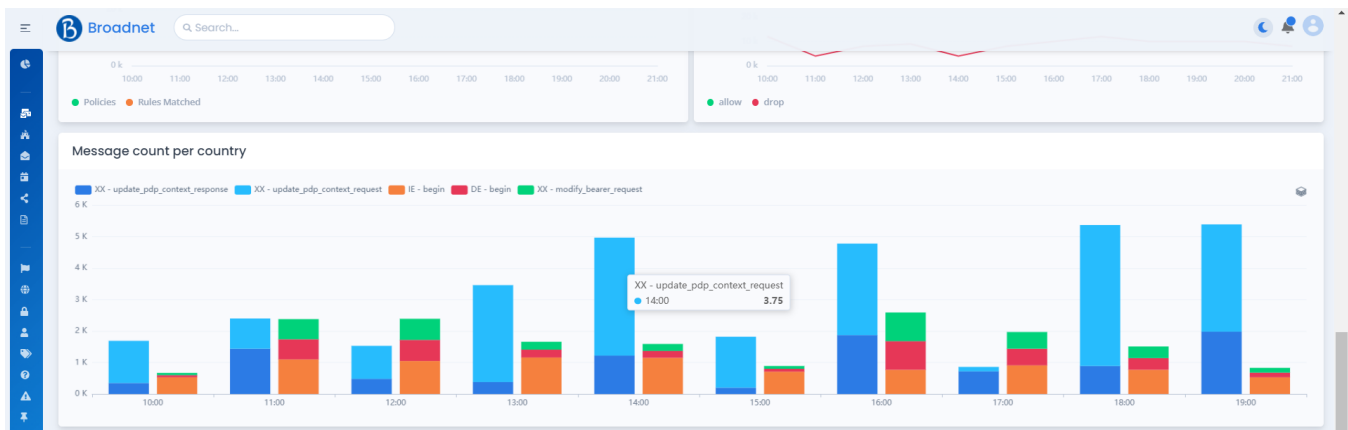 Broadnet
Search...
0 k
10:00 11:00 12:00 13:00 14:00 15:00 16:00 17:00 18:00 19:00 20:00 21:00
Policies Rules Matched
0 k
10:00 11:00 12:00 13:00 14:00 15:00 16:00 17:00 18:00 19:00 20:00 21:00
allow drop
Message count per country
XX - update_pdp_context_response XX - update_pdp_context_request IE - begin DE - begin XX - modify_bearer_request
6 K
5 K
4 K
3 K
2 K
1 K
0 K
XX - update_pdp_context_request
14:00 3.75
10:00 11:00 12:00 13:00 14:00 15:00 16:00 17:00 18:00 19:00